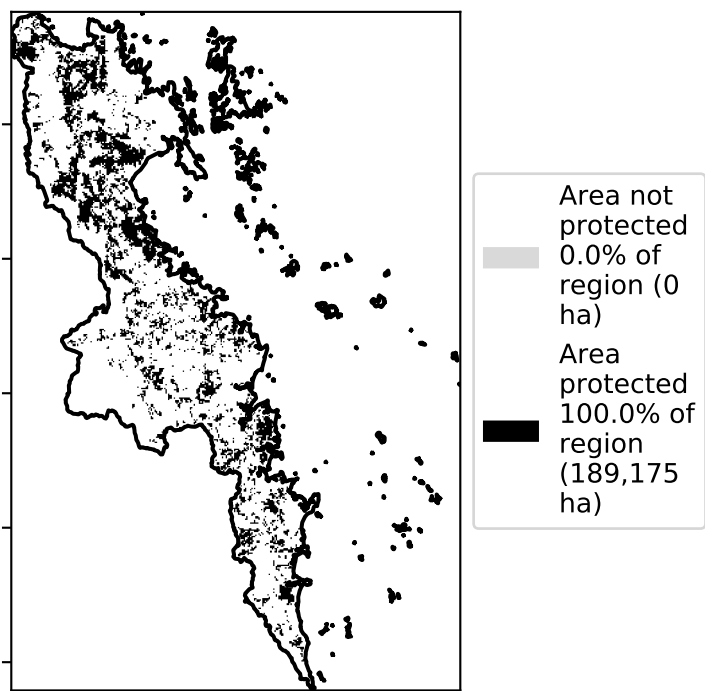 Area not
protected
0.0% of
region (0
ha)
Area
protected
100.0% of
region
(189,175
ha)